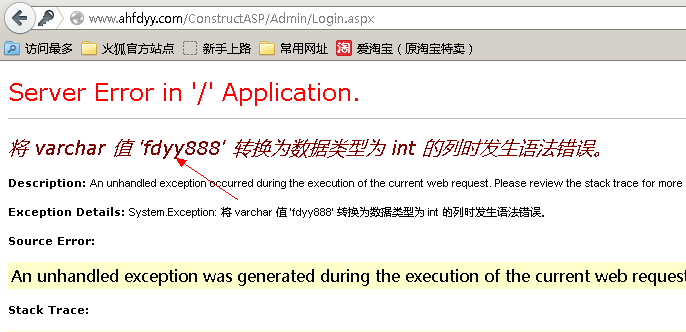 www.ahfdyy.com/ConstructASP/Admin/Login.aspx
访问最多 火狐官方站点 新手上路 常用网址 淘 爱淘宝（原淘宝特卖）
Server Error in '/' Application.
将 varchar 值 'fdyy888' 转换为数据类型为 int 的列时发生语法错误。
Description: An unhandled exception occurred during the execution of the current web request. Please review the stack trace for more
Exception Details: System.Exception: 将 varchar 值 'fdyy888' 转换为数据类型为 int 的列时发生语法错误。
Source Error:
An unhandled exception was generated during the execution of the current web request
Stack Trace: